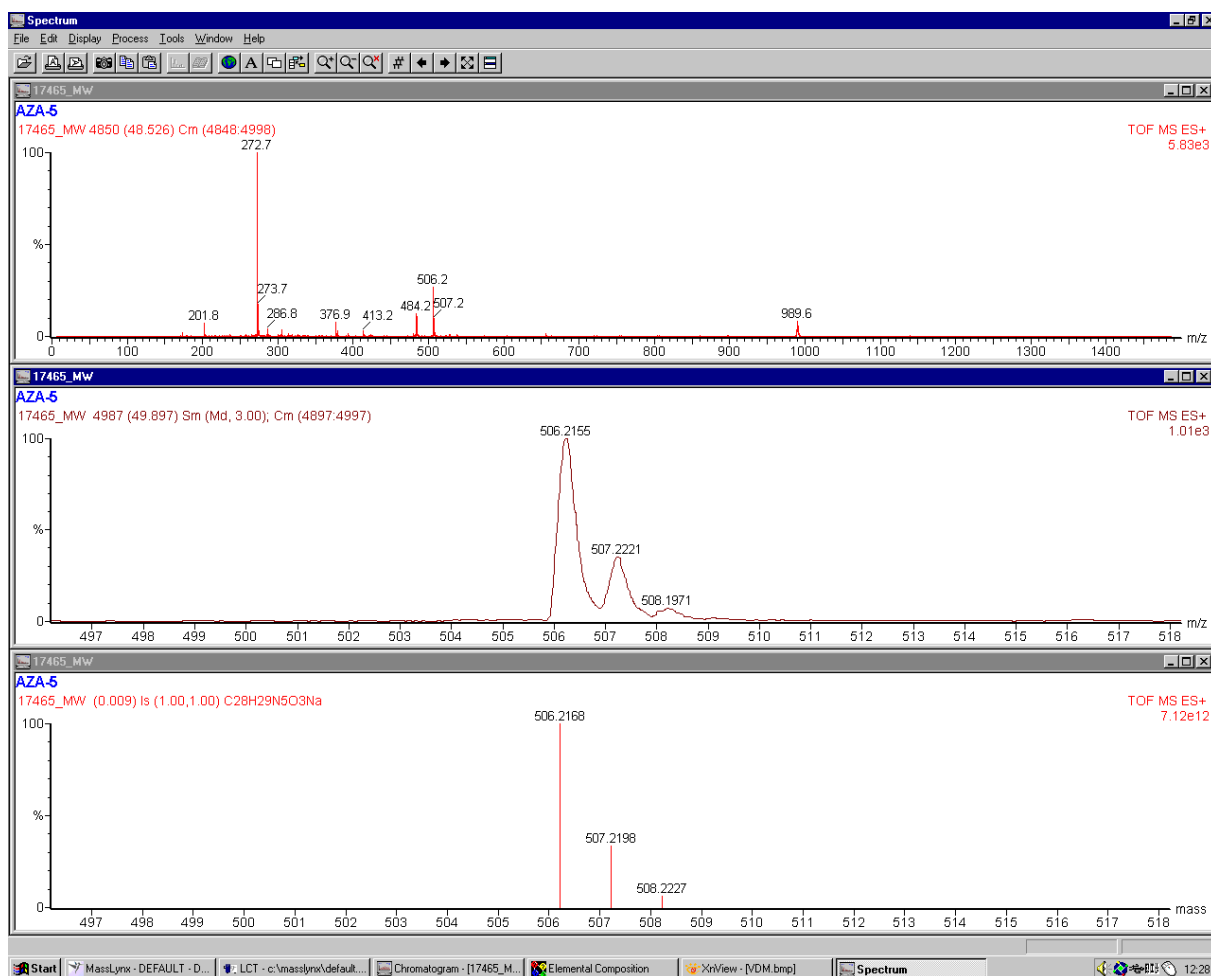 Spectrum
File Edit Display Process Tools Window Help
17465_MW
AZA-5
17465_MW 4850 (48.526) Cm (4848:4998)
TOF MS ES+
5.83e3
100
%
0
272.7
273.7
201.8
286.8
376.9
413.2
484.2
506.2
507.2
989.6
0 100 200 300 400 500 600 700 800 900 1000 1100 1200 1300 1400 m/z
17465_MW
AZA-5
17465_MW 4987 (49.897) Sm (Md, 3.00); Cm (4897:4997)
TOF MS ES+
1.01e3
100
%
0
506.2155
507.2221
508.1971
497 498 499 500 501 502 503 504 505 506 507 508 509 510 511 512 513 514 515 516 517 518 m/z
17465_MW
AZA-5
17465_MW (0.009) Is (1.00,1.00) C28H29N5O3Na
TOF MS ES+
7.12e12
100
%
0
506.2168
507.2198
508.2227
497 498 499 500 501 502 503 504 505 506 507 508 509 510 511 512 513 514 515 516 517 518 mass
Start MassLynx - DEFAULT - D... LCT - c:\masslynx\default.... Chromatogram - [17465_M... Elemental Composition XnView - [VDM.bmp] Spectrum 12:28